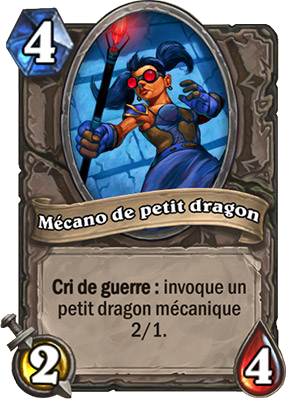 4
Mécano de petit dragon
Cri de guerre : invoque un
petit dragon mécanique
2/1.
2
4